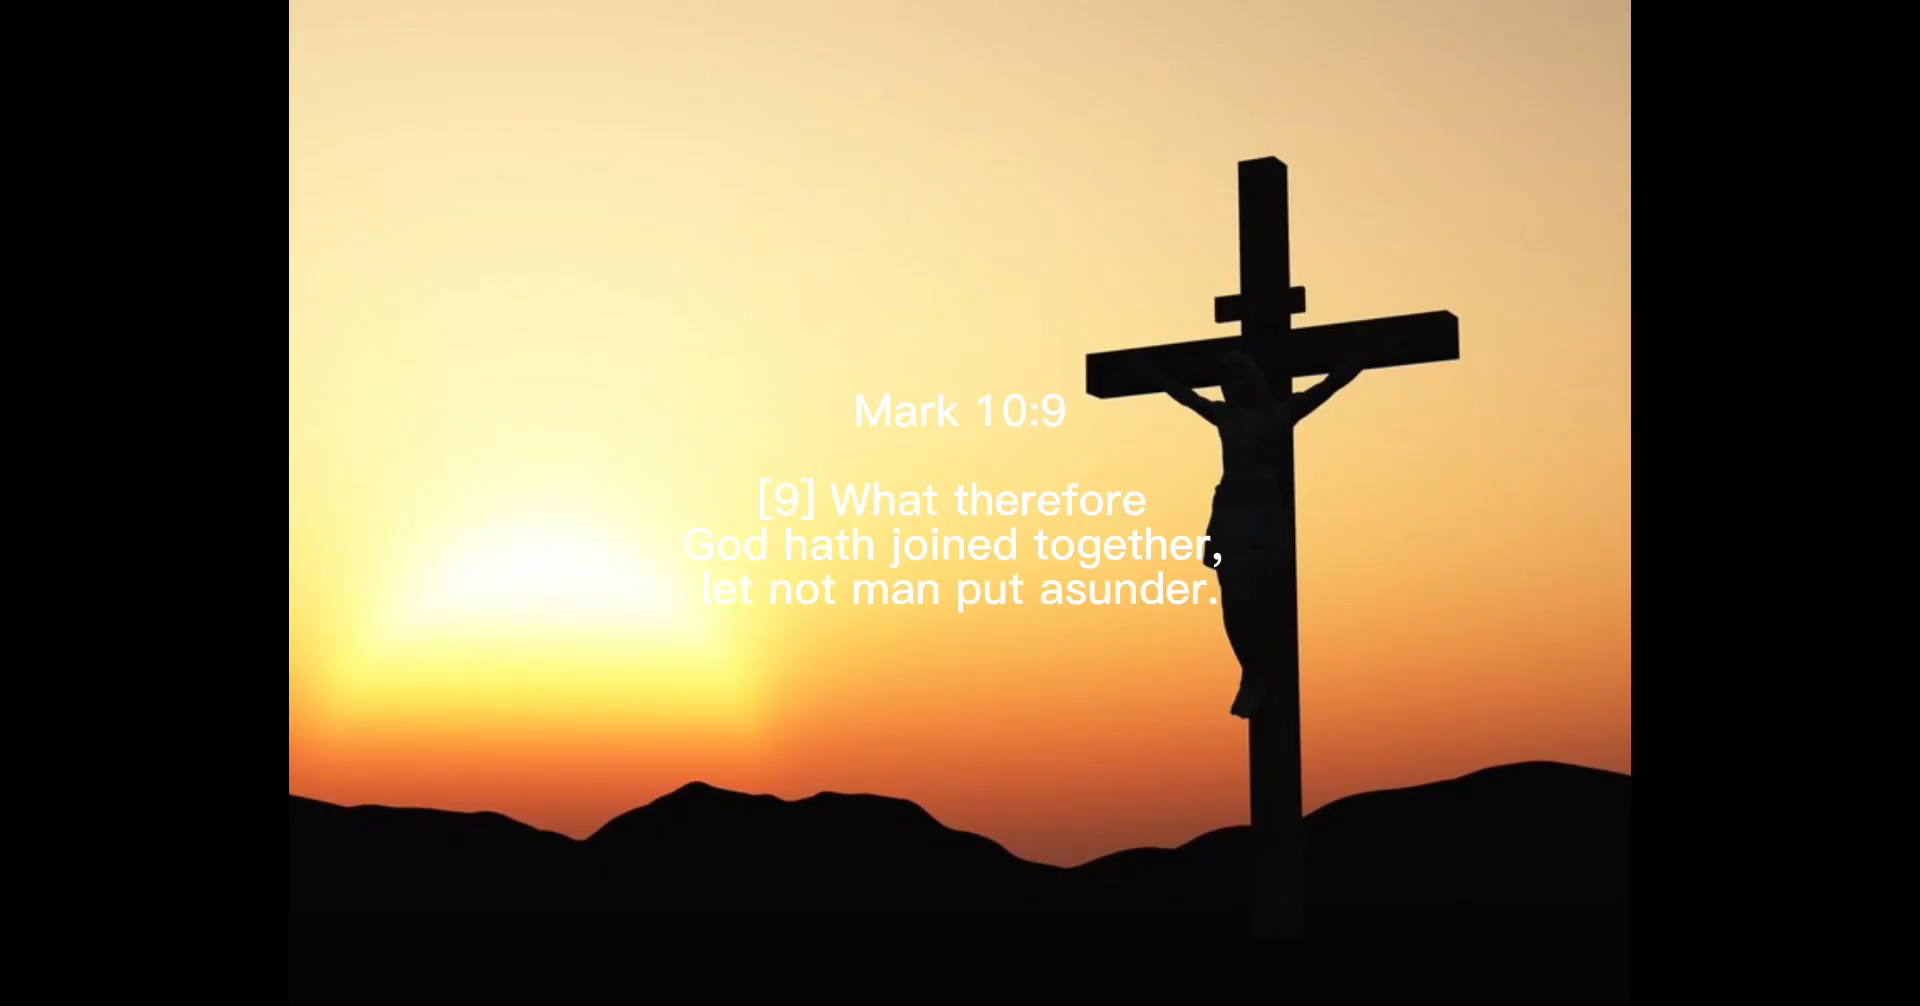 Mark 10:9
[9] What therefore
God hath joined together,
let not man put asunder.